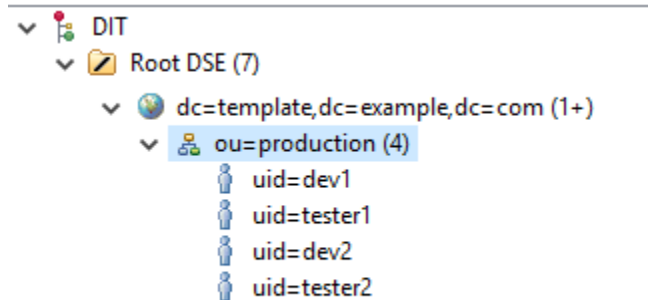 DIT
Root DSE (7)
dc=template,dc=example,dc=com (1+)
ou=production (4)
uid=dev1
uid=tester1
uid=dev2
uid=tester2